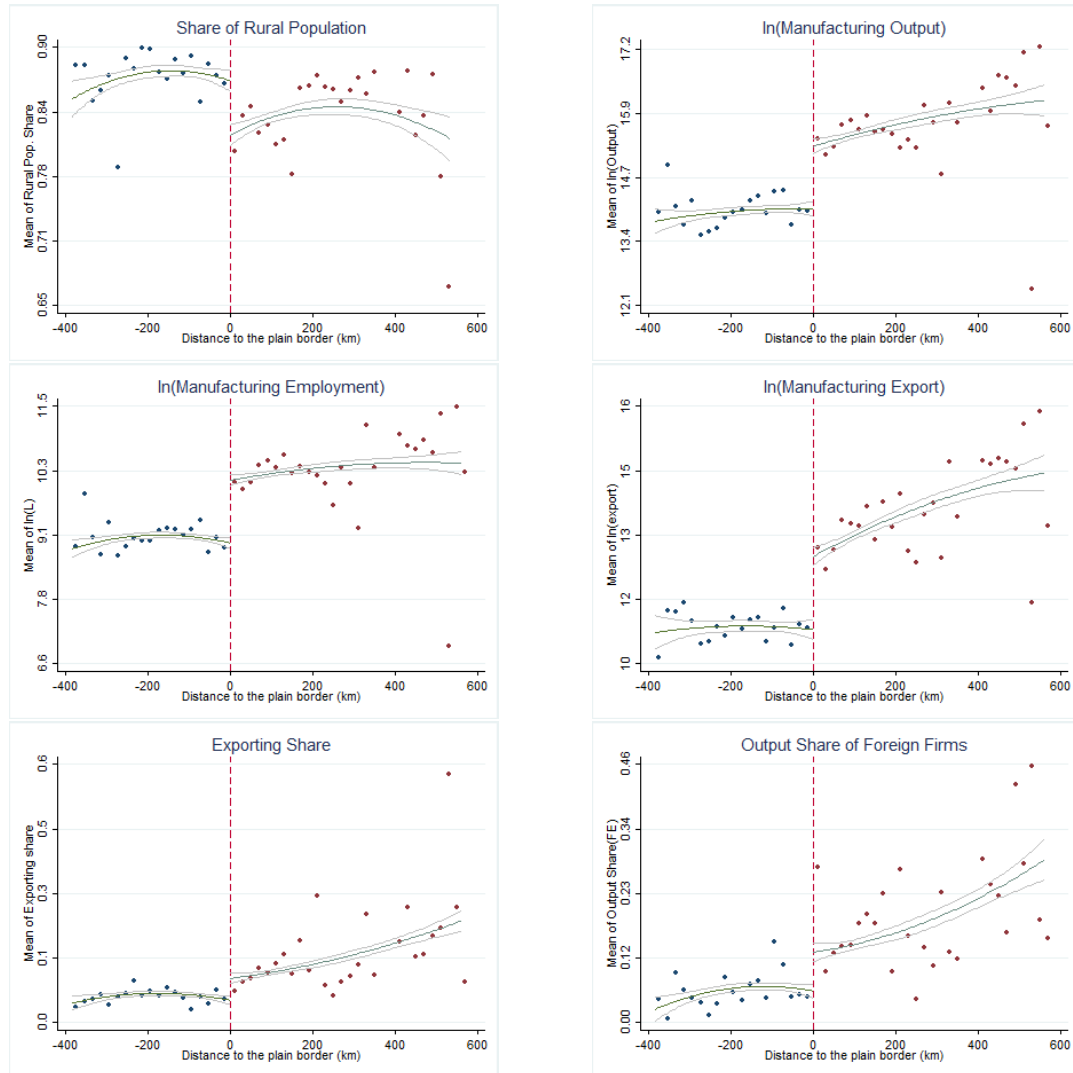 Share of Rural Population
Mean of Rural Pop. Share
0.90
0.84
0.78
0.71
0.65
-400 -200 0 200 400 600
Distance to the plain border (km)
ln(Manufacturing Output)
Mean of ln(Output)
17.2
15.9
14.7
13.4
12.1
-400 -200 0 200 400 600
Distance to the plain border (km)
ln(Manufacturing Employment)
Mean of ln(L)
11.5
10.3
9.1
7.8
6.6
-400 -200 0 200 400 600
Distance to the plain border (km)
ln(Manufacturing Export)
Mean of ln(export)
16
15
13
12
10
-400 -200 0 200 400 600
Distance to the plain border (km)
Exporting Share
Mean of Exporting share
0.6
0.5
0.3
0.1
0.0
-400 -200 0 200 400 600
Distance to the plain border (km)
Output Share of Foreign Firms
Mean of Output Share(FE)
0.46
0.34
0.23
0.12
0.00
-400 -200 0 200 400 600
Distance to the plain border (km)